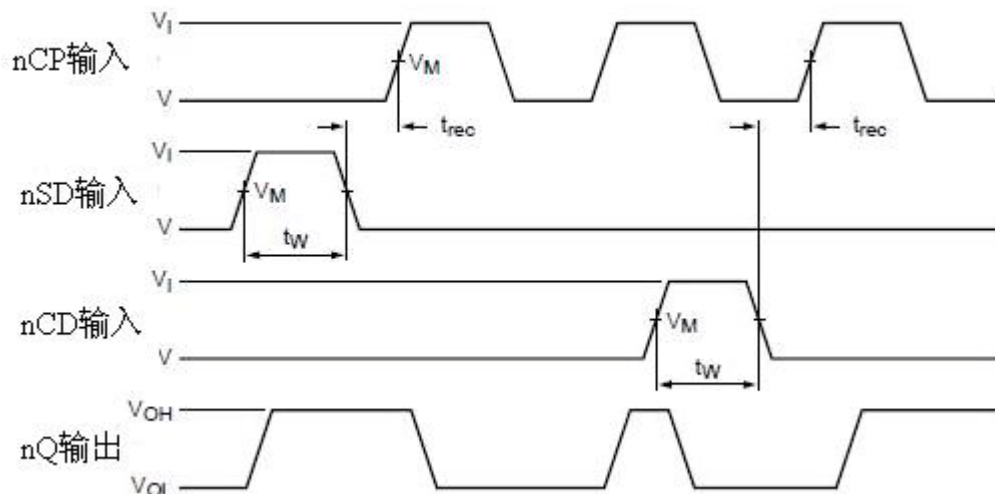 VI
nCP输入
VM
V
trec
trec
VI
nSD输入
VM
V
tW
VI
nCD输入
VM
V
tW
VOH
nQ输出
VOL